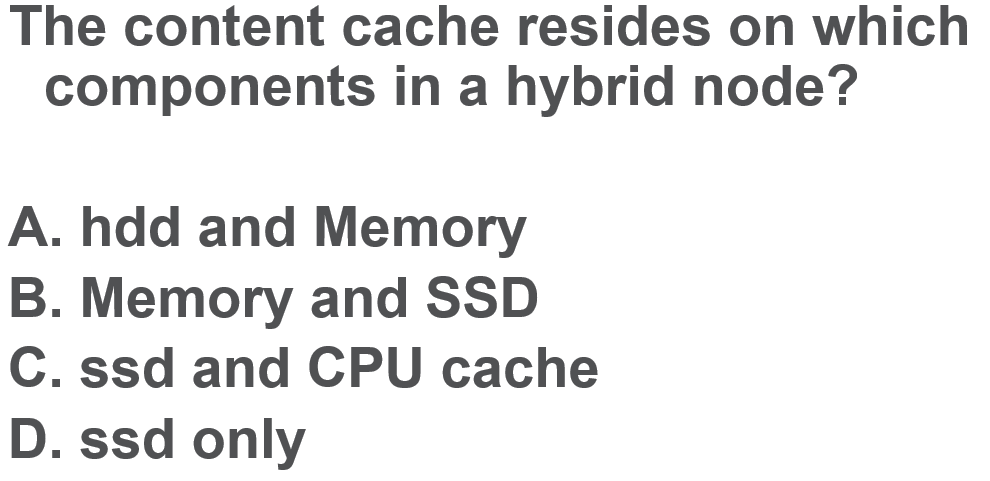 The content cache resides on which
components in a hybrid node?
A. hdd and Memory
B. Memory and SSD
C. ssd and CPU cache
D. ssd only